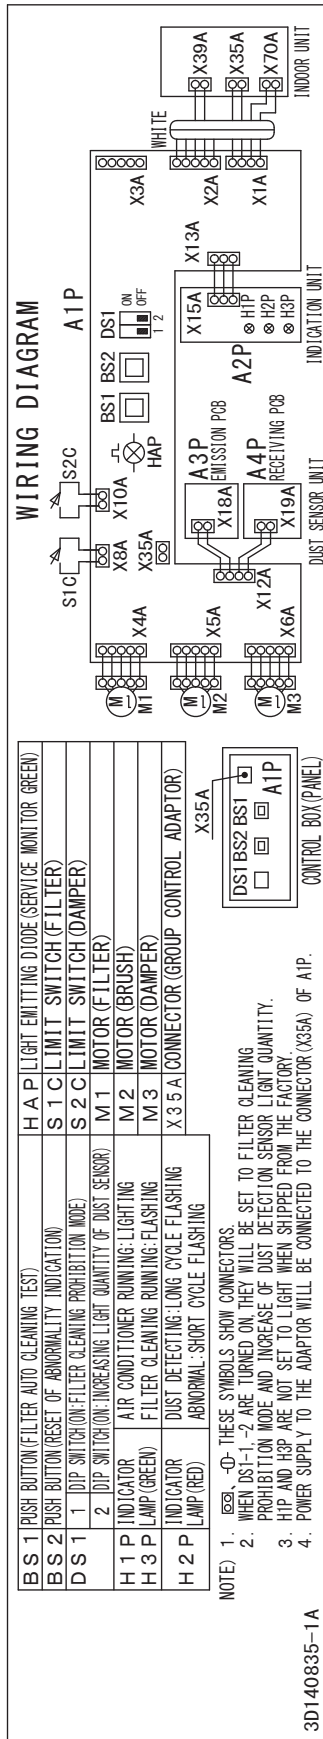 WIRING DIAGRAM
BS1 PUSH BUTTON(FILTER AUTO CLEANING TEST)
BS2 PUSH BUTTON(RESET OF ABNORMALITY INDICATION)
DS1 1 DIP SWITCH(ON:FILTER CLEANING PROHIBITION MODE)
2 DIP SWITCH(ON:INCREASING LIGHT QUANTITY OF DUST SENSOR)
H1P INDICATOR AIR CONDITIONER RUNNING:LIGHTING
H3P LAMP(GREEN) FILTER CLEANING RUNNING:FLASHING
H2P INDICATOR DUST DETECTING:LONG CYCLE FLASHING
LAMP(RED) ABNORMAL:SHORT CYCLE FLASHING
HAP LIGHT EMITTING DIODE(SERVICE MONITOR GREEN)
S1C LIMIT SWITCH(FILTER)
S2C LIMIT SWITCH(DAMPER)
M1 MOTOR(FILTER)
M2 MOTOR(BRUSH)
M3 MOTOR(DAMPER)
X35A CONNECTOR(GROUP CONTROL ADAPTOR)
NOTE) 1. THESE SYMBOLS SHOW CONNECTORS.
2. WHEN DS1-1,-2 ARE TURNED ON,THEY WILL BE SET TO FILTER CLEANING
PROHIBITION MODE AND INCREASE OF DUST DETECTION SENSOR LIGNT QUANTITY.
3. H1P AND H3P ARE NOT SET TO LIGHT WHEN SHIPPED FROM THE FACTORY.
4. POWER SUPPLY TO THE ADAPTOR WILL BE CONNECTED TO THE CONNECTOR(X35A) OF A1P.
X35A
DS1 BS2 BS1
A1P
CONTROL BOX(PANEL)
S1C
S2C
A1P
X8A
X10A
X35A
HAP
BS1
BS2
DS1
ON
OFF
1 2
X3A
WHITE
X4A
M1
M1
X5A
M1
M2
X6A
M1
M3
X12A
A3P
EMISSION PCB
X18A
A4P
RECEIVING PCB
X19A
DUST SENSOR UNIT
A2P
X15A
H1P
H2P
H3P
INDICATION UNIT
X13A
X2A
X1A
X39A
X35A
X70A
INDOOR UNIT
3D140835-1A